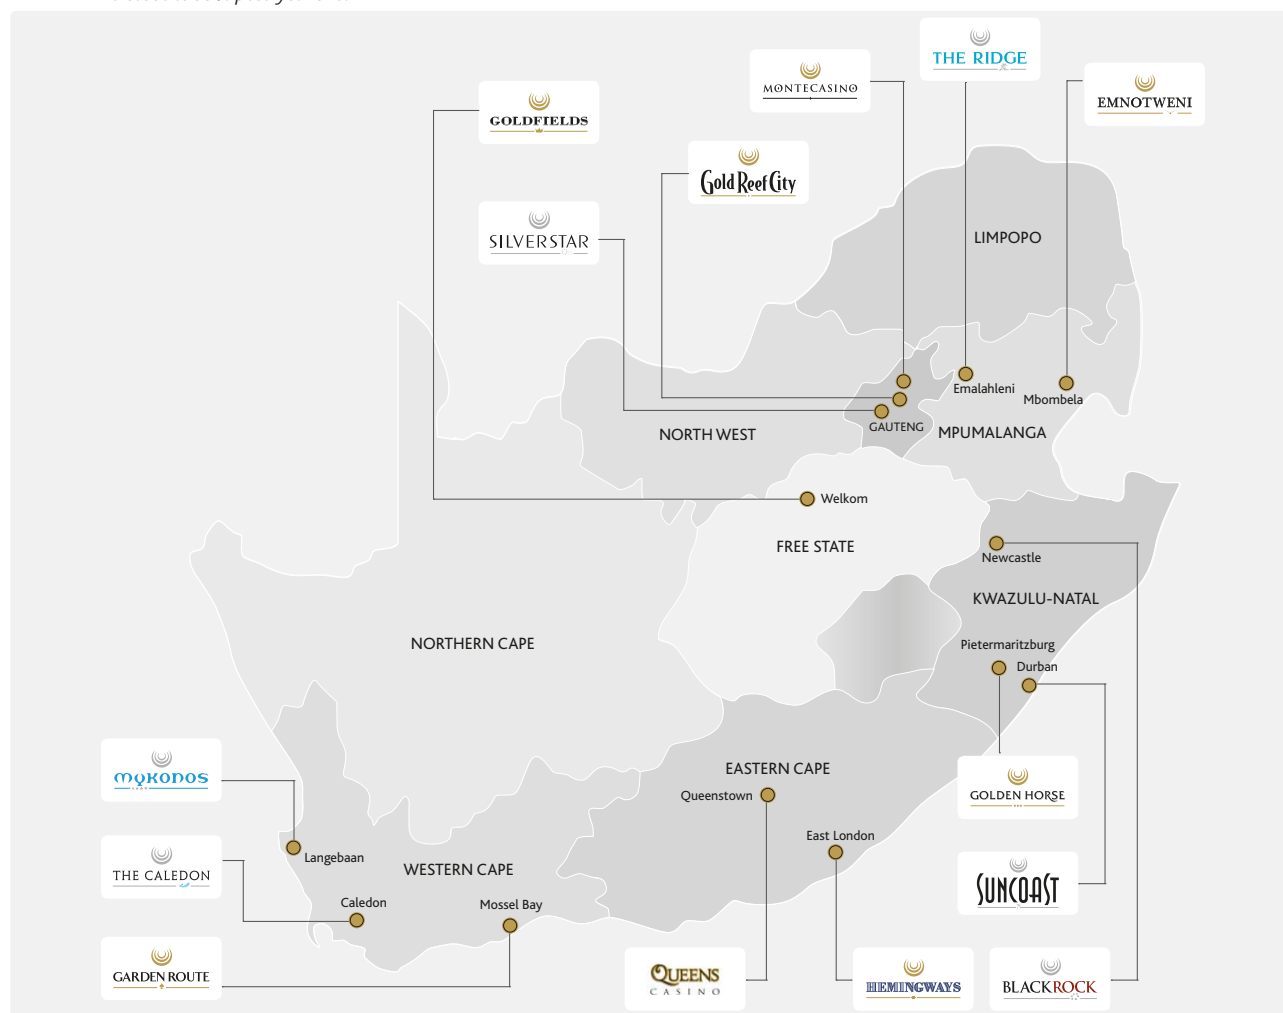 THE RIDGE
MONTECASINO
EMNOTWENI
GOLDFIELDS
Gold Reef City
SILVERSTAR
LIMPOPO
Emalahleni
Mbombela
GAUTENG
NORTH WEST
MPUMALANGA
Welkom
FREE STATE
Newcastle
KWAZULU-NATAL
NORTHERN CAPE
Pietermaritzburg
Durban
MYKONOS
EASTERN CAPE
Queenstown
GOLDEN HORSE
East London
Langebaan
WESTERN CAPE
THE CALEDON
SUNCOAST
Caledon
Mossel Bay
GARDEN ROUTE
QUEENS
CASINO
HEMINGWAYS
BLACKROCK